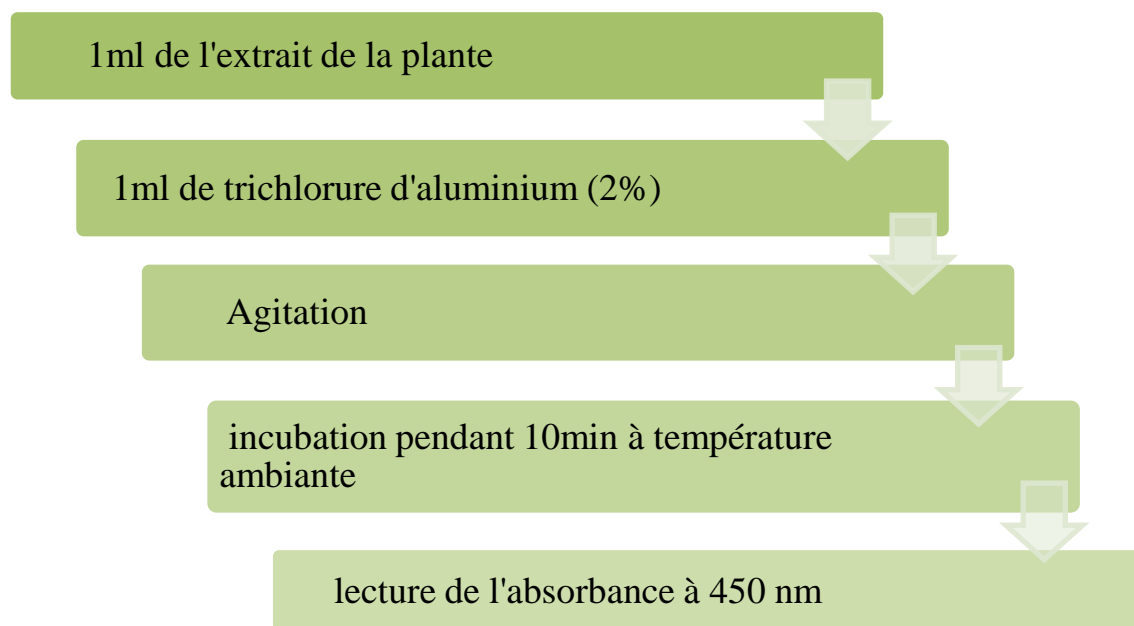 1ml de l'extrait de la plante
1ml de trichlorure d'aluminium (2%)
Agitation
incubation pendant 10min à température
ambiante
lecture de l'absorbance à 450 nm